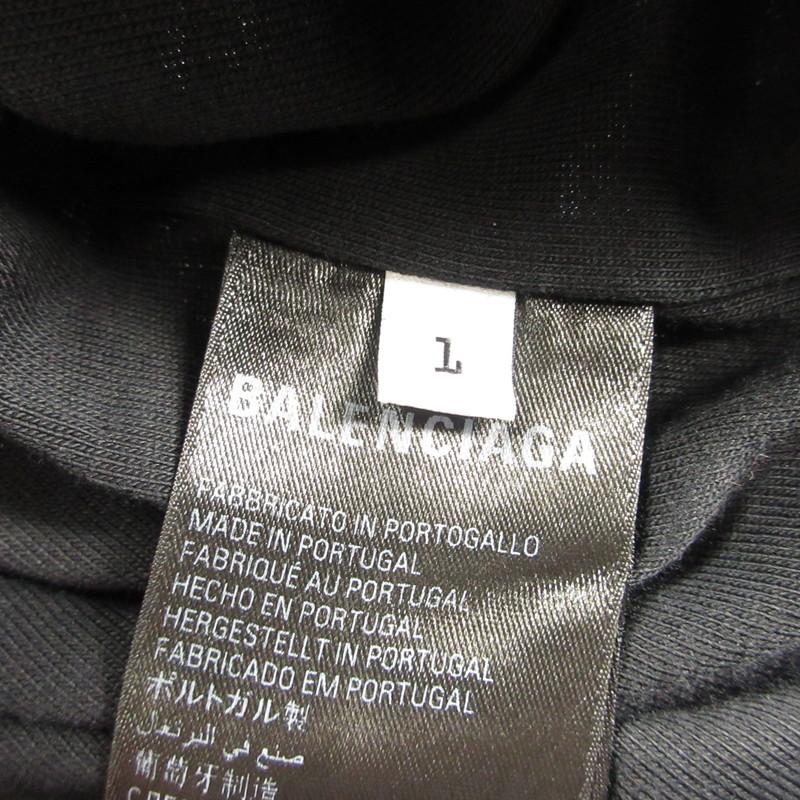 L
BALENCIAGA
FABBRICATO IN PORTOGALLO
MADE IN PORTUGAL
FABRIQUÉ AU PORTUGAL
HECHO EN PORTUGAL
HERGESTELLT IN PORTUGAL
FABRICADO EM PORTUGAL
ポルトガル製
صنع في البرتغال
葡萄牙制造